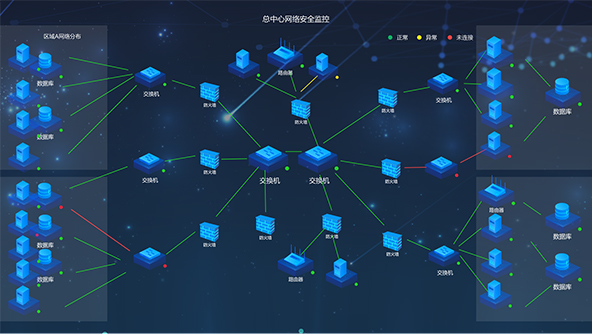 总中心网络安全监控
正常
异常
未连接
区域A网络分布
数据库
数据库
交换机
防火墙
路由器
防火墙
防火墙
交换机
数据库
交换机
防火墙
交换机
交换机
防火墙
数据库
数据库
防火墙
防火墙
防火墙
防火墙
路由器
交换机
路由器
数据库
数据库